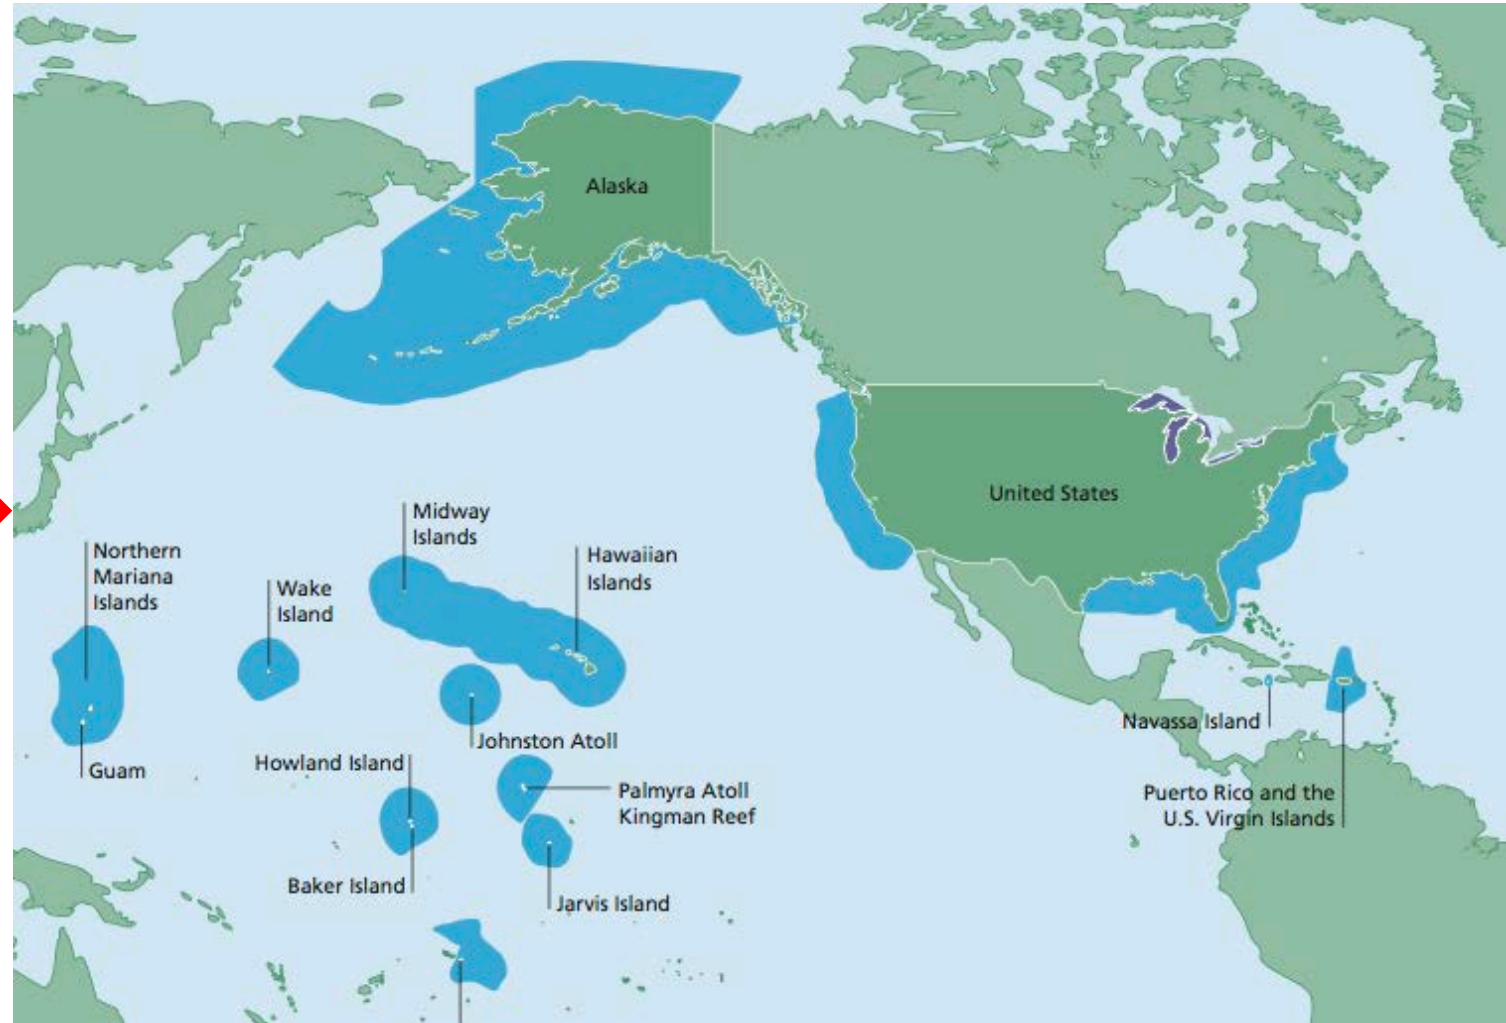 Alaska
United States
Midway
Islands
Hawaiian
Islands
Northern
Mariana
Islands
Wake
Island
Navassa Island
Johnston Atoll
Howland Island
Guam
Palmyra Atoll
Kingman Reef
Puerto Rico and the
U.S. Virgin Islands
Baker Island
Jarvis Island